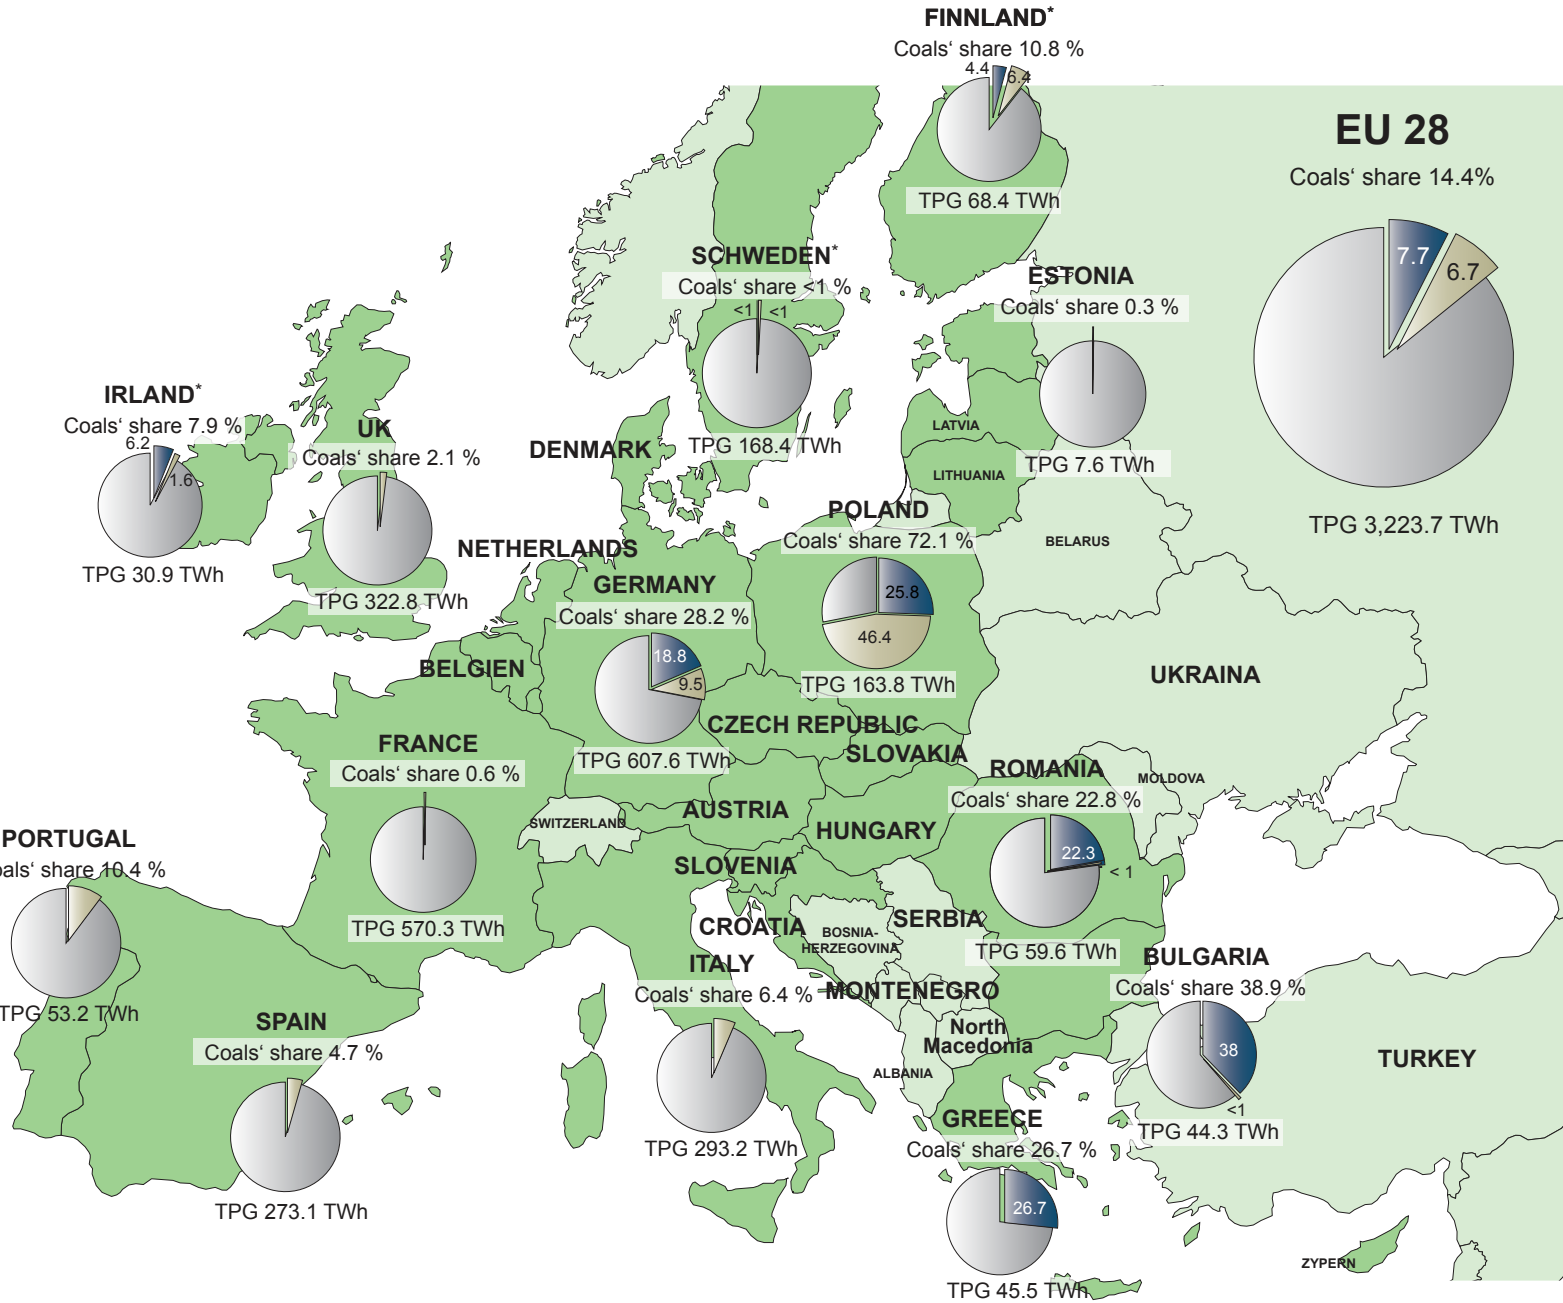 FINNLAND*
Coals‘ share 10.8 %
4.4
6.4
TPG 68.4 TWh
EU 28
Coals‘ share 14.4%
7.7
6.7
TPG 3,223.7 TWh
SCHWEDEN*
Coals‘ share <1 %
<1
<1
TPG 168.4 TWh
ESTONIA
Coals‘ share 0.3 %
TPG 7.6 TWh
IRLAND*
Coals‘ share 7.9 %
6.2
1.6
TPG 30.9 TWh
UK
Coals‘ share 2.1 %
TPG 322.8 TWh
DENMARK
LATVIA
LITHUANIA
BELARUS
POLAND
Coals‘ share 72.1 %
25.8
46.4
TPG 163.8 TWh
NETHERLANDS
GERMANY
Coals‘ share 28.2 %
18.8
9.5
TPG 607.6 TWh
BELGIEN
UKRAINA
CZECH REPUBLIC
SLOVAKIA
FRANCE
Coals‘ share 0.6 %
TPG 570.3 TWh
ROMANIA
Coals‘ share 22.8 %
22.3
< 1
TPG 59.6 TWh
MOLDOVA
SWITZERLAND
AUSTRIA
HUNGARY
SLOVENIA
PORTUGAL
oals‘ share 10.4 %
TPG 53.2 TWh
CROATIA
BOSNIA-
HERZEGOVINA
SERBIA
ITALY
Coals‘ share 6.4 %
TPG 293.2 TWh
MONTENEGRO
BULGARIA
Coals‘ share 38.9 %
38
<1
TPG 44.3 TWh
SPAIN
Coals‘ share 4.7 %
TPG 273.1 TWh
North
Macedonia
ALBANIA
TURKEY
GREECE
Coals‘ share 26.7 %
26.7
TPG 45.5 TWh
ZYPERN